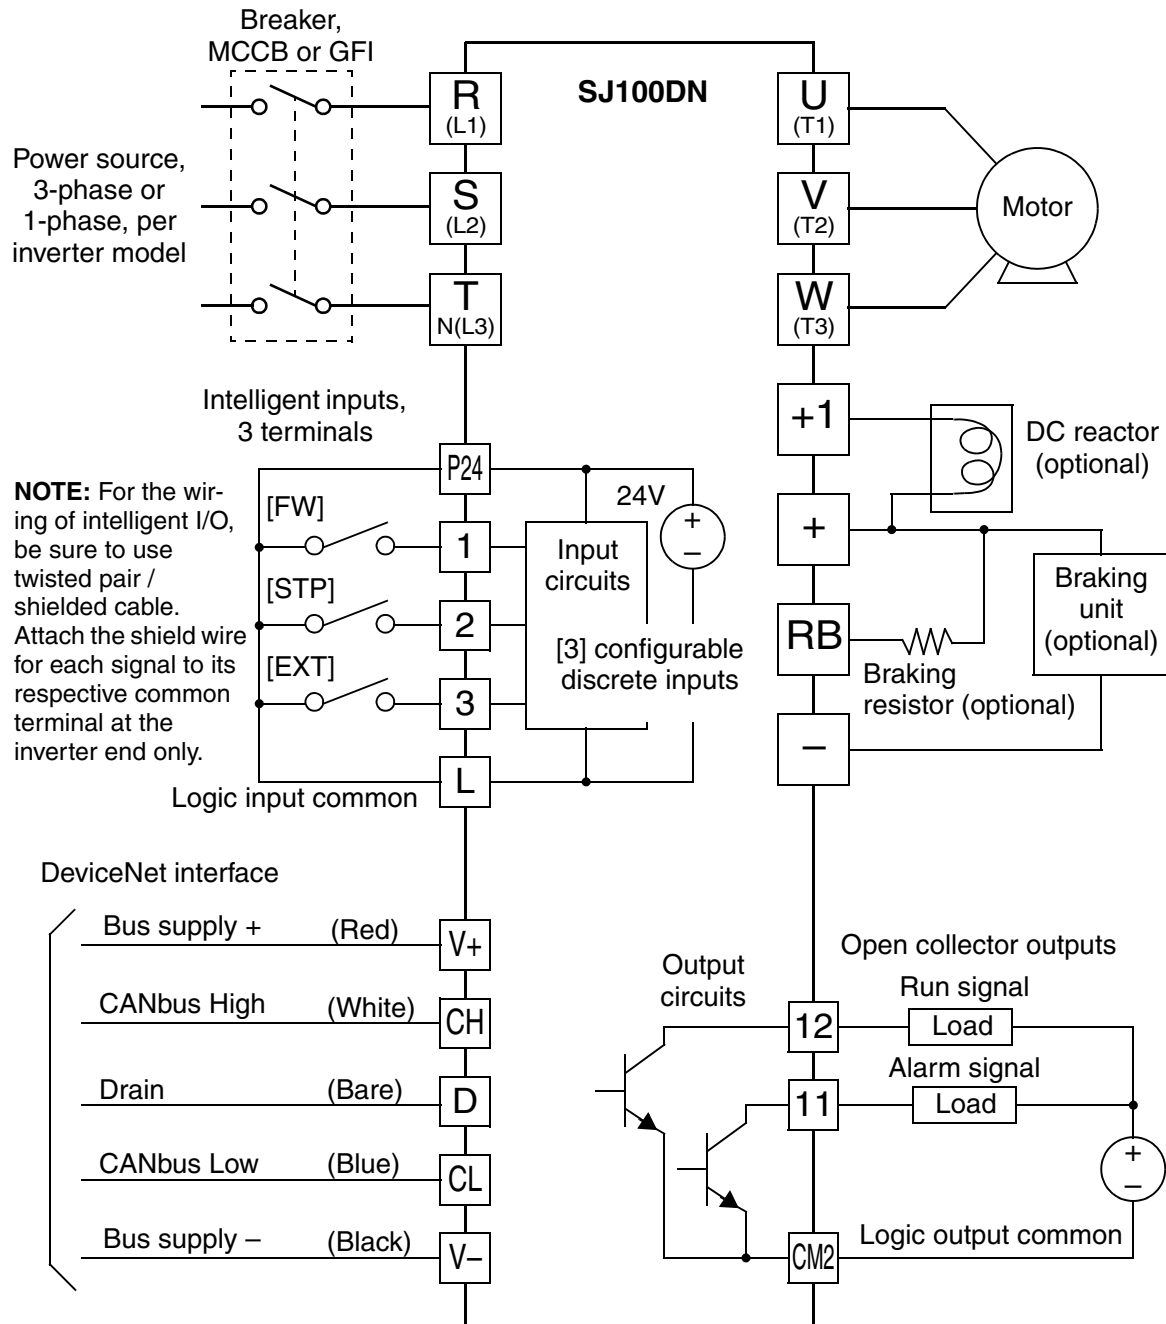 Breaker,
MCCB or GFI
SJ100DN
R
(L1)
S
(L2)
T
N(L3)
U
(T1)
V
(T2)
W
(T3)
Motor
Power source,
3-phase or
1-phase, per
inverter model
Intelligent inputs,
3 terminals
NOTE: For the wir-
ing of intelligent I/O,
be sure to use
twisted pair /
shielded cable.
Attach the shield wire
for each signal to its
respective common
terminal at the
inverter end only.
[FW]
[STP]
[EXT]
P24
1
2
3
L
Logic input common
24V
+
–
Input
circuits
[3] configurable
discrete inputs
+1
+
RB
–
DC reactor
(optional)
Braking
unit
(optional)
Braking
resistor (optional)
DeviceNet interface
Bus supply + (Red) V+
CANbus High (White) CH
Drain (Bare) D
CANbus Low (Blue) CL
Bus supply – (Black) V–
Output
circuits
Open collector outputs
Run signal
12 Load
Alarm signal
11 Load
+
–
Logic output common
CM2